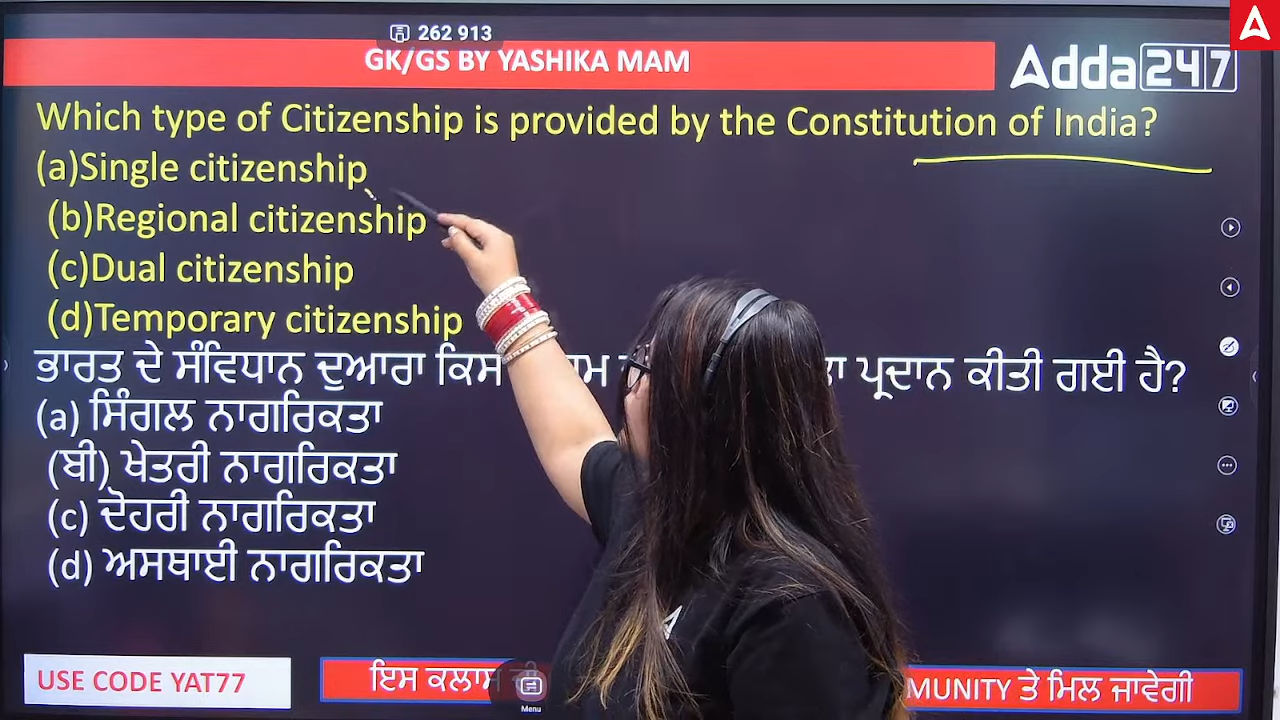 262 913
GK/GS BY YASHIKA MAM
Adda 247
Which type of Citizenship is provided by the Constitution of India?
(a)Single citizenship
(b)Regional citizenship
(c)Dual citizenship
(d)Temporary citizenship
ਭਾਰਤ ਦੇ ਸੰਵਿਧਾਨ ਦੁਆਰਾ ਕਿਸ ਪ੍ਰਦਾਨ ਕੀਤੀ ਗਈ ਹੈ?
(a) ਸਿੰਗਲ ਨਾਗਰਿਕਤਾ
(ਬੀ) ਖੇਤਰੀ ਨਾਗਰਿਕਤਾ
(c) ਦੋਹਰੀ ਨਾਗਰਿਕਤਾ
(d) ਅਸਥਾਈ ਨਾਗਰਿਕਤਾ
USE CODE YAT77
ਇਸ ਕਲਾਸ ਦੀ MUNITY ਤੇ ਮਿਲ ਜਾਵੇਗੀ
Menu